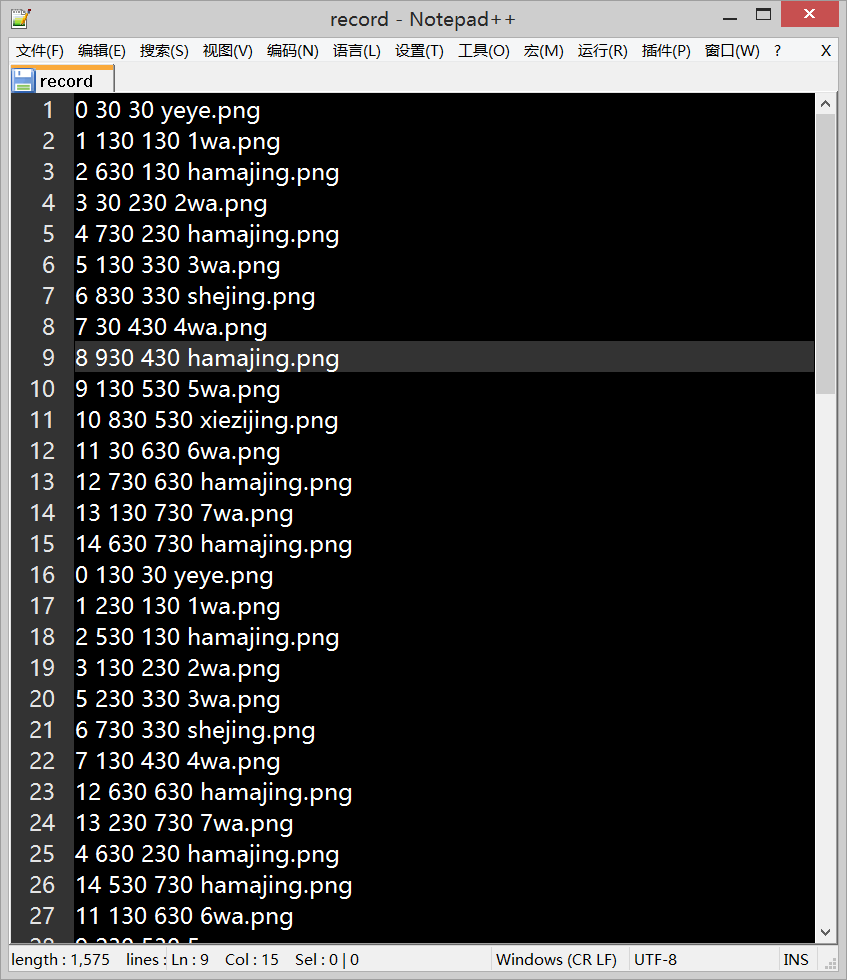 record - Notepad++
文件(F) 编辑(E) 搜索(S) 视图(V) 编码(N) 语言(L) 设置(T) 工具(O) 宏(M) 运行(R) 插件(P) 窗口(W) ? X
record
1 0 30 30 yeye.png
2 1 130 130 1wa.png
3 2 630 130 hamajing.png
4 3 30 230 2wa.png
5 4 730 230 hamajing.png
6 5 130 330 3wa.png
7 6 830 330 shejing.png
8 7 30 430 4wa.png
9 8 930 430 hamajing.png
10 9 130 530 5wa.png
11 10 830 530 xiezijing.png
12 11 30 630 6wa.png
13 12 730 630 hamajing.png
14 13 130 730 7wa.png
15 14 630 730 hamajing.png
16 0 130 30 yeye.png
17 1 230 130 1wa.png
18 2 530 130 hamajing.png
19 3 130 230 2wa.png
20 5 230 330 3wa.png
21 6 730 330 shejing.png
22 7 130 430 4wa.png
23 12 630 630 hamajing.png
24 13 230 730 7wa.png
25 4 630 230 hamajing.png
26 14 530 730 hamajing.png
27 11 130 630 6wa.png
length : 1,575 lines : Ln : 9 Col : 15 Sel : 0 | 0 Windows (CR LF) UTF-8 INS